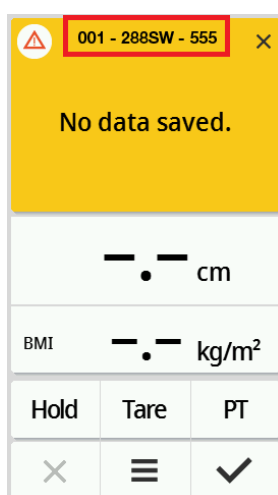 001 - 288SW - 555
No data saved.
-.- cm
BMI -.- kg/m²
Hold Tare PT